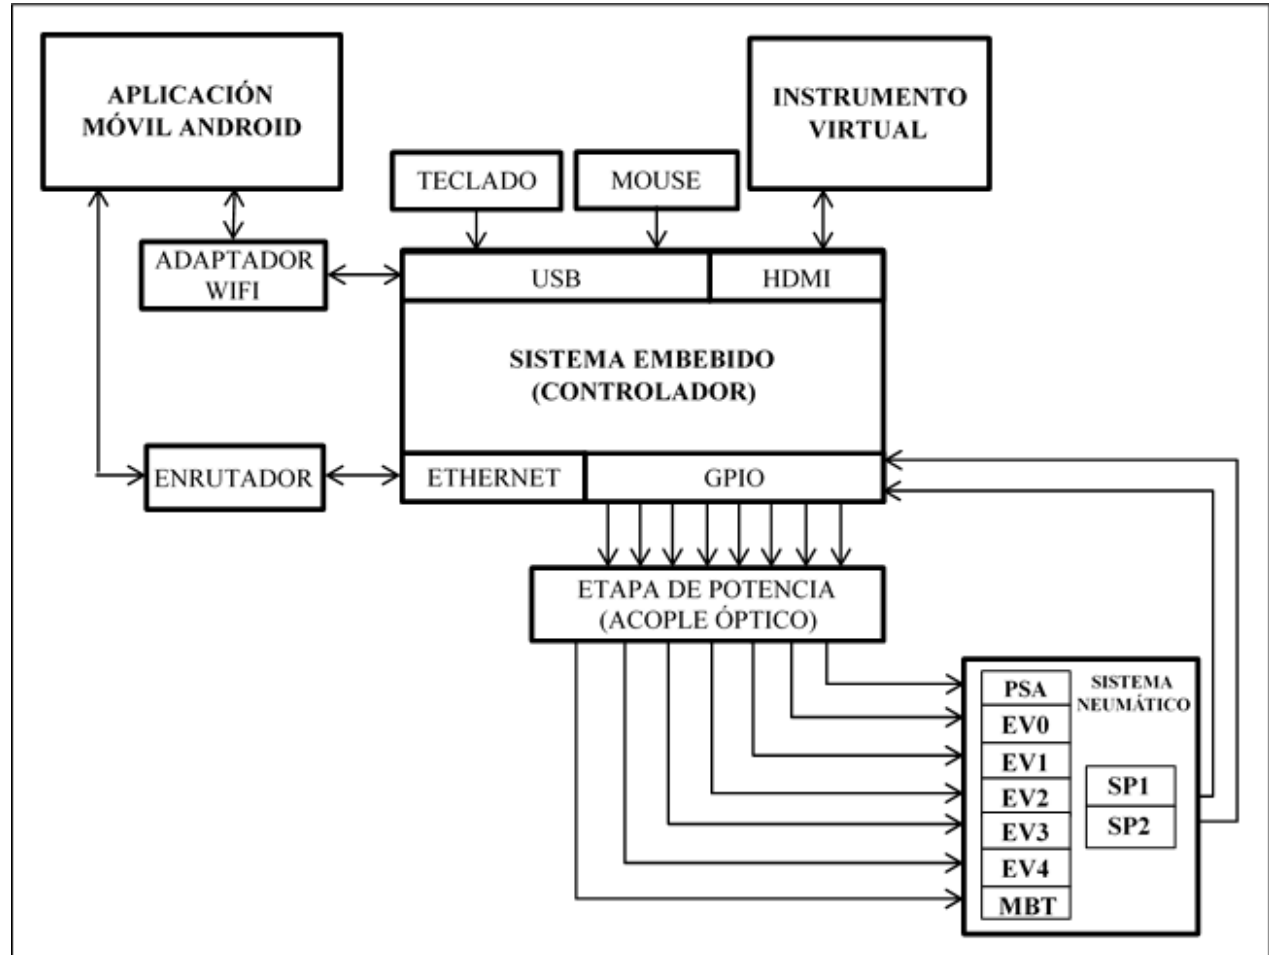 APLICACIÓN
MÓVIL ANDROID
INSTRUMENTO
VIRTUAL
TECLADO
MOUSE
ADAPTADOR
WIFI
USB
HDMI
SISTEMA EMBEBIDO
(CONTROLADOR)
ENRUTADOR
ETHERNET
GPIO
ETAPA DE POTENCIA
(ACOPLE ÓPTICO)
SISTEMA
NEUMÁTICO
PSA
EV0
EV1
EV2
EV3
EV4
MBT
SP1
SP2